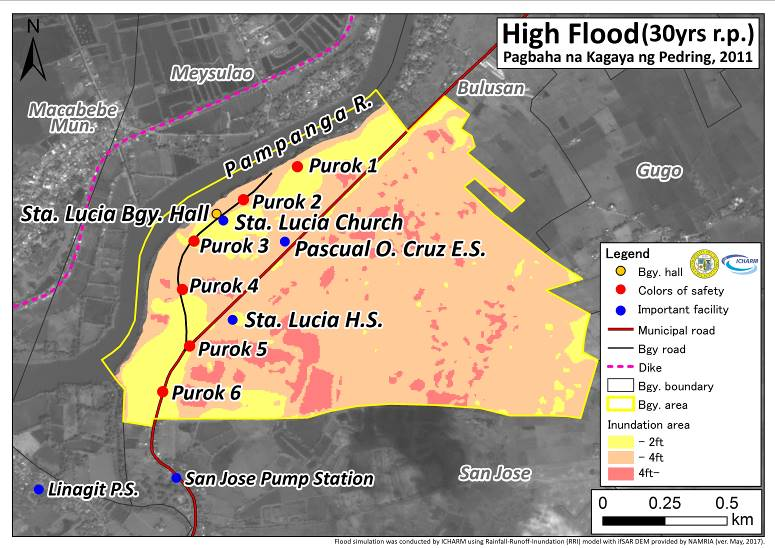 High Flood (30yrs r.p.)
Pagbaha na Kagaya ng Pedring, 2011
N
Meysulao
Bulusan
Macabebe
Mun.
Pampanga R.
Gugo
Purok 1
Purok 2
Sta. Lucia Bgy. Hall
Sta. Lucia Church
Purok 3
Pascual O. Cruz E.S.
Purok 4
Sta. Lucia H.S.
Purok 5
Purok 6
San Jose Pump Station
San Jose
Linagit P.S.
Legend
ICHARM
Bgy. hall
Colors of safety
Important facility
Municipal road
Bgy road
Dike
Bgy. boundary
Bgy. area
Inundation area
- 2ft
- 4ft
4ft-
0 0.25 0.5
km
Flood simulation was conducted by ICHARM using Rainfall-Runoff-Inundation (RRI) model with IfSAR DEM provided by NAMRIA (ver. May, 2017).